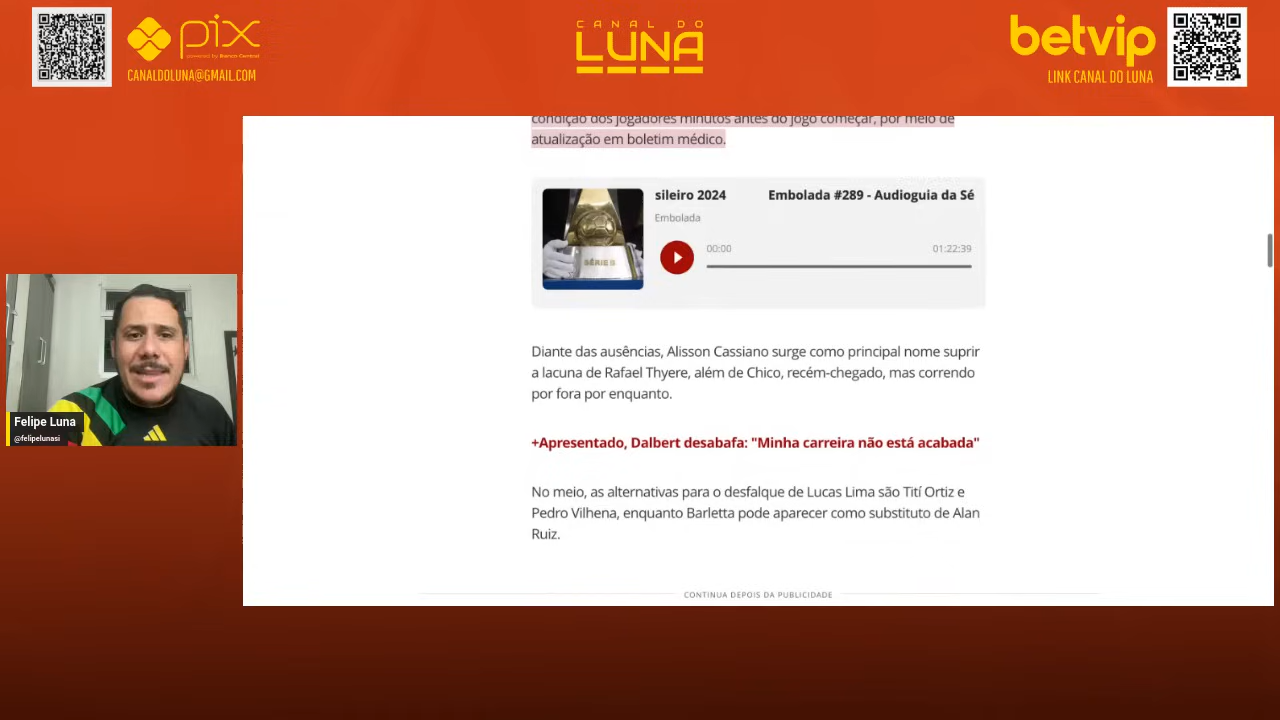 pix
powered by Banco Central
CANALDOLUNA@GMAIL.COM
CANAL DO
LUNA
betvip
LINK CANAL DO LUNA
condição dos jogadores minutos antes do jogo começar, por meio de
atualização em boletim médico.
sileiro 2024 Embolada #289 - Audioguia da Sé
Embolada
00:00 01:22:39
SÉRIE B
Diante das ausências, Alisson Cassiano surge como principal nome suprir
a lacuna de Rafael Thyere, além de Chico, recém-chegado, mas correndo
por fora por enquanto.
+Apresentado, Dalbert desabafa: "Minha carreira não está acabada"
No meio, as alternativas para o desfalque de Lucas Lima são Tití Ortiz e
Pedro Vilhena, enquanto Barletta pode aparecer como substituto de Alan
Ruiz.
CONTINUA DEPOIS DA PUBLICIDADE
Felipe Luna
@felipelunasi